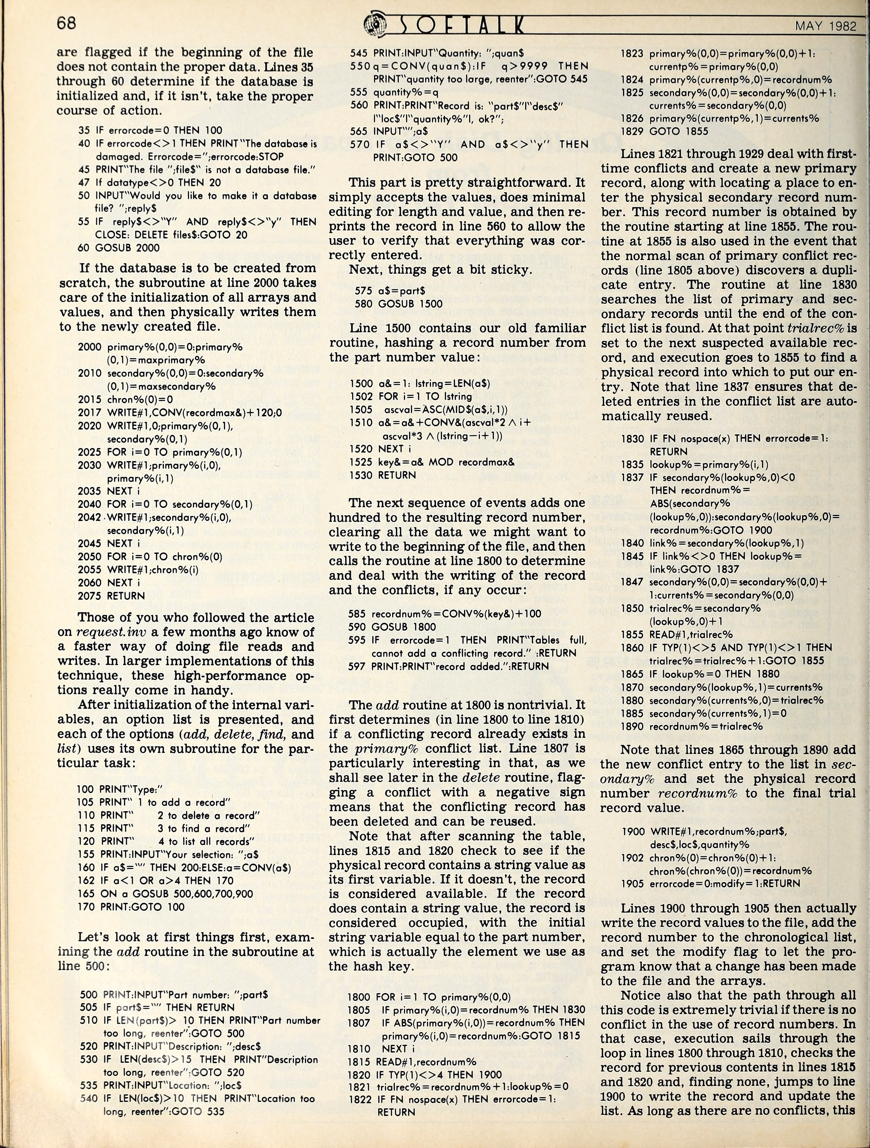 68
SOFTALK
MAY 1982
are flagged if the beginning of the file
does not contain the proper data. Lines 35
through 60 determine if the database is
initialized and, if it isn't, take the proper
course of action.
35 IF errorcode=0 THEN 100
40 IF errorcode<>1 THEN PRINT"The database is
damaged. Errorcode=";errorcode:STOP
45 PRINT"The file ";file$" is not a database file."
47 If datatype<>0 THEN 20
50 INPUT"Would you like to make it a database
file? ";reply$
55 IF reply$<>"Y" AND reply$<>"y" THEN
CLOSE: DELETE files$:GOTO 20
60 GOSUB 2000
If the database is to be created from
scratch, the subroutine at line 2000 takes
care of the initialization of all arrays and
values, and then physically writes them
to the newly created file.
2000 primary%(0,0)=0:primary%
(0,1)=maxprimary%
2010 secondary%(0,0)=0:secondary%
(0,1)=maxsecondary%
2015 chron%(0)=0
2017 WRITE#1,CONV(recordmax&)+120;0
2020 WRITE#1,0;primary%(0,1),
secondary%(0,1)
2025 FOR i=0 TO primary%(0,1)
2030 WRITE#1;primary%(i,0),
primary%(i,1)
2035 NEXT i
2040 FOR i=0 TO secondary%(0,1)
2042 WRITE#1;secondary%(i,0),
secondary%(i,1)
2045 NEXT i
2050 FOR i=0 TO chron%(0)
2055 WRITE#1;chron%(i)
2060 NEXT i
2075 RETURN
Those of you who followed the article
on request.inv a few months ago know of
a faster way of doing file reads and
writes. In larger implementations of this
technique, these high-performance op-
tions really come in handy.
After initialization of the internal vari-
ables, an option list is presented, and
each of the options (add, delete, find, and
list) uses its own subroutine for the par-
ticular task:
100 PRINT"Type:"
105 PRINT" 1 to add a record"
110 PRINT" 2 to delete a record"
115 PRINT" 3 to find a record"
120 PRINT" 4 to list all records"
155 PRINT:INPUT"Your selection: ";a$
160 IF a$="" THEN 200:ELSE:a=CONV(a$)
162 IF a<1 OR a>4 THEN 170
165 ON a GOSUB 500,600,700,900
170 PRINT:GOTO 100
Let's look at first things first, exam-
ining the add routine in the subroutine at
line 500:
500 PRINT:INPUT"Part number: ";part$
505 IF part$="" THEN RETURN
510 IF LEN(part$)> 10 THEN PRINT"Part number
too long, reenter":GOTO 500
520 PRINT:INPUT"Description: ";desc$
530 IF LEN(desc$)>15 THEN PRINT"Description
too long, reenter":GOTO 520
535 PRINT:INPUT"Location: ";loc$
540 IF LEN(loc$)>10 THEN PRINT"Location too
long, reenter":GOTO 535
545 PRINT:INPUT"Quantity: ";quan$
550 q=CONV(quan$):IF q>9999 THEN
PRINT"quantity too large, reenter":GOTO 545
555 quantity%=q
560 PRINT:PRINT"Record is: "part$"l"desc$"
l"loc$"l"quantity%"l, ok?";
565 INPUT"";a$
570 IF a$<>"Y" AND a$<>"y" THEN
PRINT:GOTO 500
This part is pretty straightforward. It
simply accepts the values, does minimal
editing for length and value, and then re-
prints the record in line 560 to allow the
user to verify that everything was cor-
rectly entered.
Next, things get a bit sticky.
575 a$=part$
580 GOSUB 1500
Line 1500 contains our old familiar
routine, hashing a record number from
the part number value:
1500 a&=1: lstring=LEN(a$)
1502 FOR i=1 TO lstring
1505 ascval=ASC(MID$(a$,i,1))
1510 a&=a&+CONV&(ascval*2 ∧ i+
ascval*3 ∧ (lstring−i+1))
1520 NEXT i
1525 key&=a& MOD recordmax&
1530 RETURN
The next sequence of events adds one
hundred to the resulting record number,
clearing all the data we might want to
write to the beginning of the file, and then
calls the routine at line 1800 to determine
and deal with the writing of the record
and the conflicts, if any occur:
585 recordnum%=CONV%(key&)+100
590 GOSUB 1800
595 IF errorcode=1 THEN PRINT"Tables full,
cannot add a conflicting record." :RETURN
597 PRINT:PRINT"record added.":RETURN
The add routine at 1800 is nontrivial. It
first determines (in line 1800 to line 1810)
if a conflicting record already exists in
the primary% conflict list. Line 1807 is
particularly interesting in that, as we
shall see later in the delete routine, flag-
ging a conflict with a negative sign
means that the conflicting record has
been deleted and can be reused.
Note that after scanning the table,
lines 1815 and 1820 check to see if the
physical record contains a string value as
its first variable. If it doesn't, the record
is considered available. If the record
does contain a string value, the record is
considered occupied, with the initial
string variable equal to the part number,
which is actually the element we use as
the hash key.
1800 FOR i=1 TO primary%(0,0)
1805 IF primary%(i,0)=recordnum% THEN 1830
1807 IF ABS(primary%(i,0))=recordnum% THEN
primary%(i,0)=recordnum%:GOTO 1815
1810 NEXT i
1815 READ#1,recordnum%
1820 IF TYP(1)<>4 THEN 1900
1821 trialrec%=recordnum%+1:lookup%=0
1822 IF FN nospace(x) THEN errorcode=1:
RETURN
1823 primary%(0,0)=primary%(0,0)+1:
currentp%=primary%(0,0)
1824 primary%(currentp%,0)=recordnum%
1825 secondary%(0,0)=secondary%(0,0)+1:
currents%=secondary%(0,0)
1826 primary%(currentp%,1)=currents%
1829 GOTO 1855
Lines 1821 through 1929 deal with first-
time conflicts and create a new primary
record, along with locating a place to en-
ter the physical secondary record num-
ber. This record number is obtained by
the routine starting at line 1855. The rou-
tine at 1855 is also used in the event that
the normal scan of primary conflict rec-
ords (line 1805 above) discovers a dupli-
cate entry. The routine at line 1830
searches the list of primary and sec-
ondary records until the end of the con-
flict list is found. At that point trialrec% is
set to the next suspected available rec-
ord, and execution goes to 1855 to find a
physical record into which to put our en-
try. Note that line 1837 ensures that de-
leted entries in the conflict list are auto-
matically reused.
1830 IF FN nospace(x) THEN errorcode=1:
RETURN
1835 lookup%=primary%(i,1)
1837 IF secondary%(lookup%,0)<0
THEN recordnum%=
ABS(secondary%
(lookup%,0)):secondary%(lookup%,0)=
recordnum%:GOTO 1900
1840 link%=secondary%(lookup%,1)
1845 IF link%<>0 THEN lookup%=
link%:GOTO 1837
1847 secondary%(0,0)=secondary%(0,0)+
1:currents%=secondary%(0,0)
1850 trialrec%=secondary%
(lookup%,0)+1
1855 READ#1,trialrec%
1860 IF TYP(1)<>5 AND TYP(1)<>1 THEN
trialrec%=trialrec%+1:GOTO 1855
1865 IF lookup%=0 THEN 1880
1870 secondary%(lookup%,1)=currents%
1880 secondary%(currents%,0)=trialrec%
1885 secondary%(currents%,1)=0
1890 recordnum%=trialrec%
Note that lines 1865 through 1890 add
the new conflict entry to the list in sec-
ondary% and set the physical record
number recordnum% to the final trial
record value.
1900 WRITE#1,recordnum%;part$,
desc$,loc$,quantity%
1902 chron%(0)=chron%(0)+1:
chron%(chron%(0))=recordnum%
1905 errorcode=0:modify=1:RETURN
Lines 1900 through 1905 then actually
write the record values to the file, add the
record number to the chronological list,
and set the modify flag to let the pro-
gram know that a change has been made
to the file and the arrays.
Notice also that the path through all
this code is extremely trivial if there is no
conflict in the use of record numbers. In
that case, execution sails through the
loop in lines 1800 through 1810, checks the
record for previous contents in lines 1815
and 1820 and, finding none, jumps to line
1900 to write the record and update the
list. As long as there are no conflicts, this